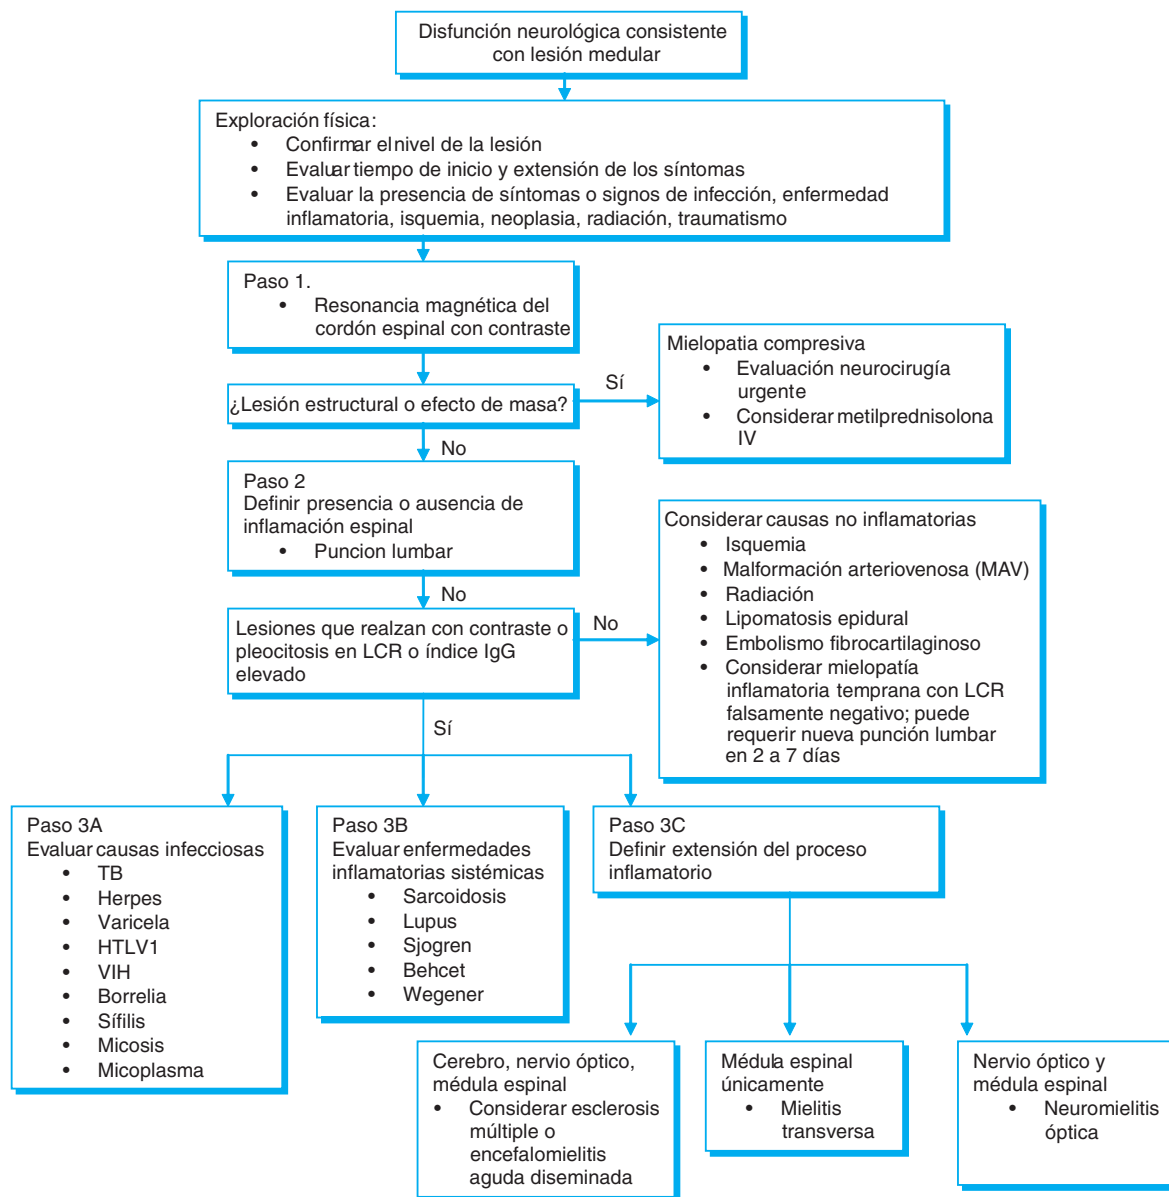 Disfunción neurológica consistente
con lesión medular
Exploración física:
• Confirmar el nivel de la lesión
• Evaluar tiempo de inicio y extensión de los síntomas
• Evaluar la presencia de síntomas o signos de infección, enfermedad
inflamatoria, isquemia, neoplasia, radiación, traumatismo
Paso 1.
• Resonancia magnética del
cordón espinal con contraste
¿Lesión estructural o efecto de masa?
Sí
Mielopatia compresiva
• Evaluación neurocirugía
urgente
• Considerar metilprednisolona
IV
No
Paso 2
Definir presencia o ausencia de
inflamación espinal
• Puncion lumbar
No
Lesiones que realzan con contraste o
pleocitosis en LCR o índice IgG
elevado
No
Considerar causas no inflamatorias
• Isquemia
• Malformación arteriovenosa (MAV)
• Radiación
• Lipomatosis epidural
• Embolismo fibrocartilaginoso
• Considerar mielopatía
inflamatoria temprana con LCR
falsamente negativo; puede
requerir nueva punción lumbar
en 2 a 7 días
Sí
Paso 3A
Evaluar causas infecciosas
• TB
• Herpes
• Varicela
• HTLV1
• VIH
• Borrelia
• Sífilis
• Micosis
• Micoplasma
Paso 3B
Evaluar enfermedades
inflamatorias sistémicas
• Sarcoidosis
• Lupus
• Sjogren
• Behcet
• Wegener
Paso 3C
Definir extensión del proceso
inflamatorio
Cerebro, nervio óptico,
médula espinal
• Considerar esclerosis
múltiple o
encefalomielitis
aguda diseminada
Médula espinal
únicamente
• Mielitis
transversa
Nervio óptico y
médula espinal
• Neuromielitis
óptica